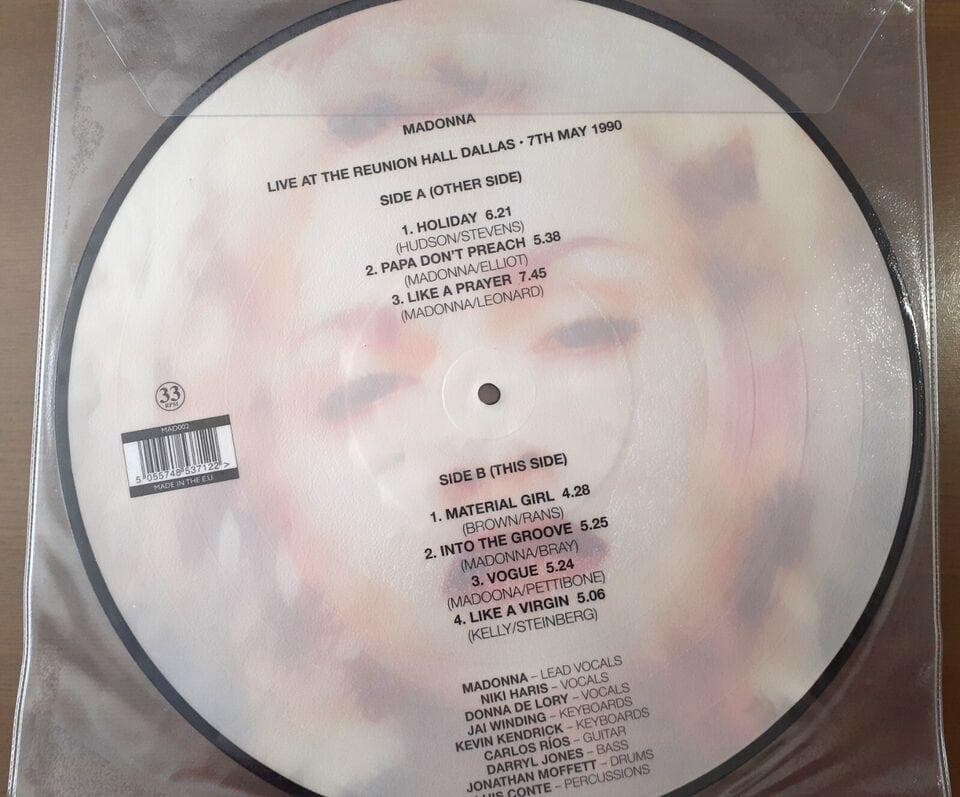 MADONNA
LIVE AT THE REUNION HALL DALLAS • 7TH MAY 1990
SIDE A (OTHER SIDE)
1. HOLIDAY 6.21
(HUDSON/STEVENS)
2. PAPA DON'T PREACH 5.38
(MADONNA/ELLIOT)
3. LIKE A PRAYER 7.45
(MADONNA/LEONARD)
33
RPM
MAD002
5 055748 537122 >
MADE IN THE E.U.
SIDE B (THIS SIDE)
1. MATERIAL GIRL 4.28
(BROWN/RANS)
2. INTO THE GROOVE 5.25
(MADONNA/BRAY)
3. VOGUE 5.24
(MADOONA/PETTIBONE)
4. LIKE A VIRGIN 5.06
(KELLY/STEINBERG)
MADONNA – LEAD VOCALS
NIKI HARIS – VOCALS
DONNA DE LORY – VOCALS
JAI WINDING – KEYBOARDS
KEVIN KENDRICK – KEYBOARDS
CARLOS RÍOS – GUITAR
DARRYL JONES – BASS
JONATHAN MOFFETT – DRUMS
LUIS CONTE – PERCUSSIONS